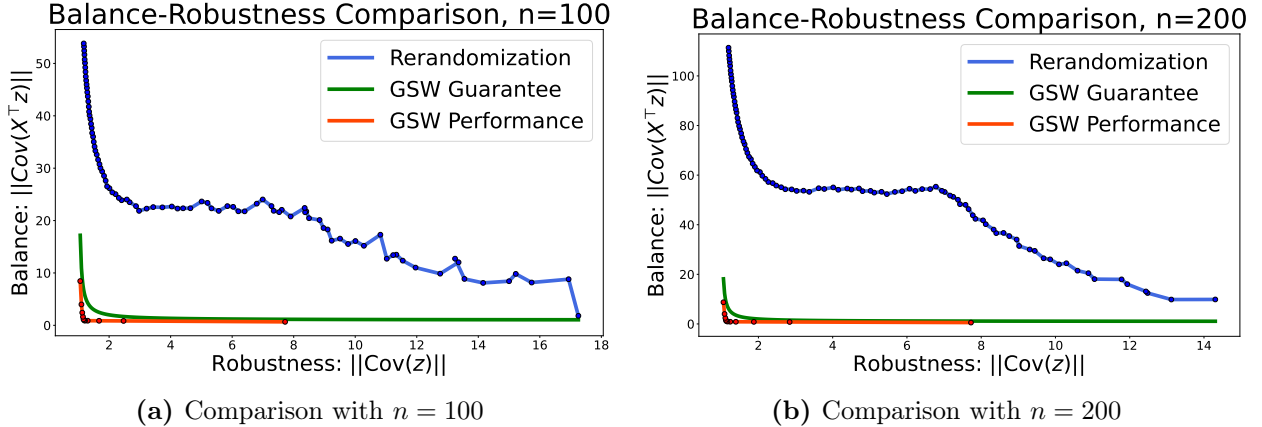 Balance-Robustness Comparison, n=100
Balance: ||Cov(X⊤z)||
50
40
30
20
10
0
Rerandomization
GSW Guarantee
GSW Performance
2 4 6 8 10 12 14 16 18
Robustness: ||Cov(z)||
(a) Comparison with n = 100
Balance-Robustness Comparison, n=200
Balance: ||Cov(X⊤z)||
100
80
60
40
20
0
Rerandomization
GSW Guarantee
GSW Performance
2 4 6 8 10 12 14
Robustness: ||Cov(z)||
(b) Comparison with n = 200